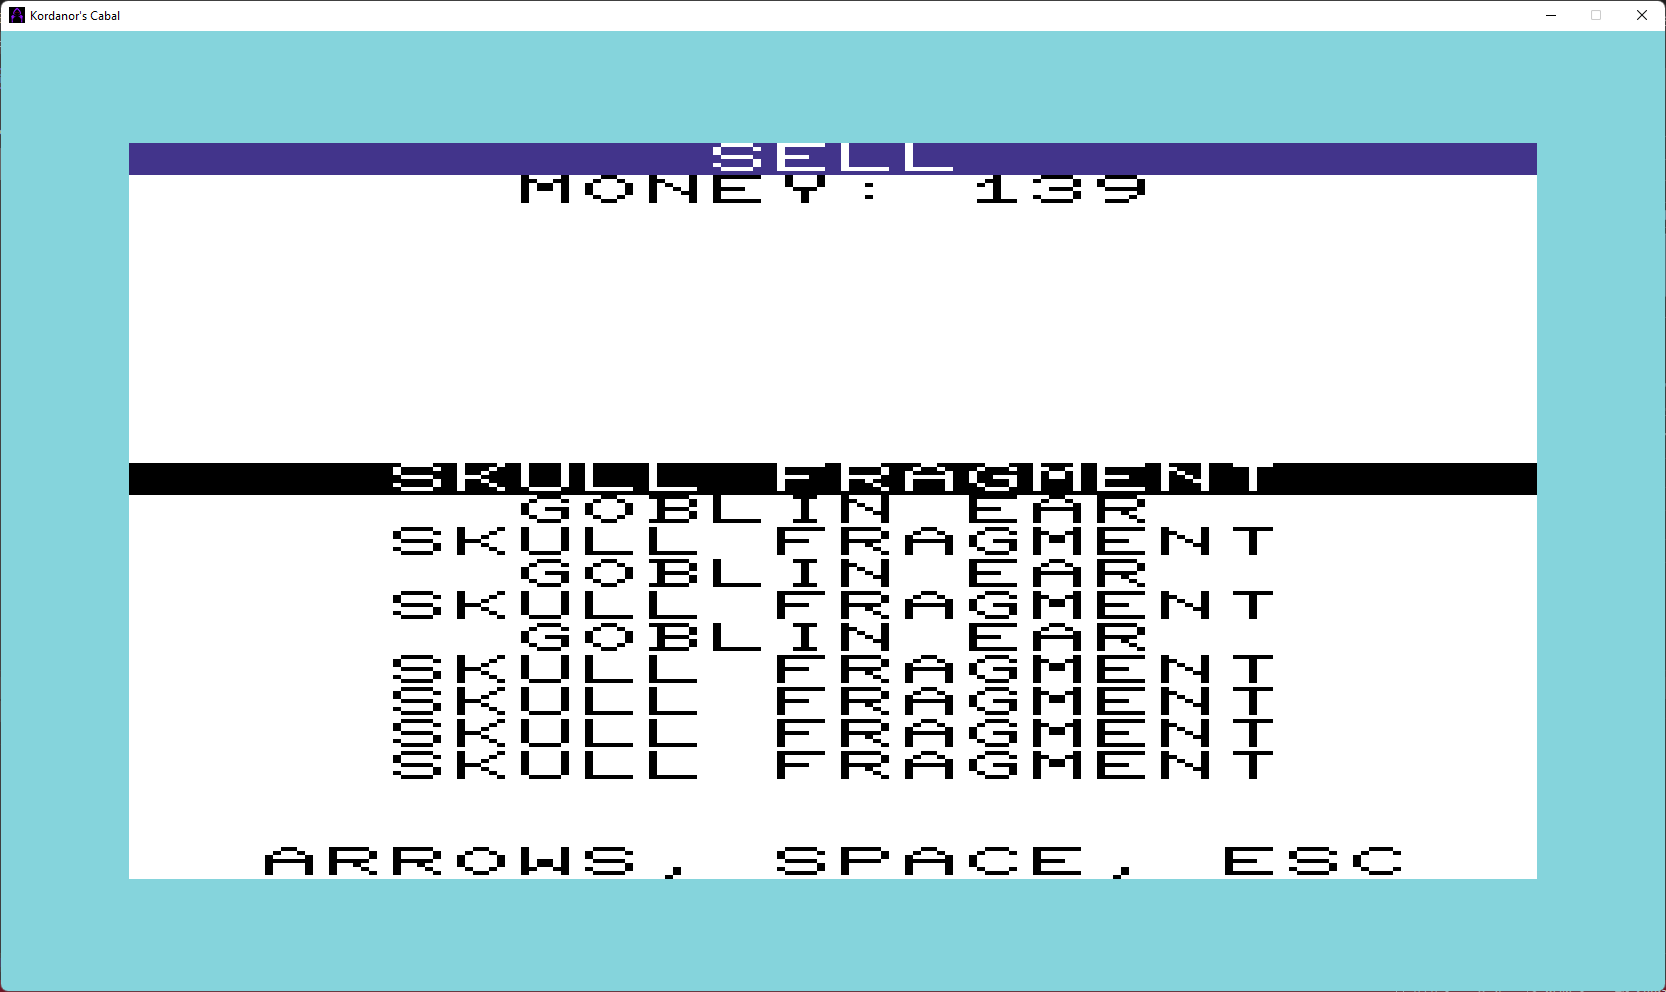 Kordanor's Cabal
SELL
MONEY: 139
SKULL FRAGMENT
GOBLIN EAR
SKULL FRAGMENT
GOBLIN EAR
SKULL FRAGMENT
GOBLIN EAR
SKULL FRAGMENT
SKULL FRAGMENT
SKULL FRAGMENT
SKULL FRAGMENT
ARROWS, SPACE, ESC